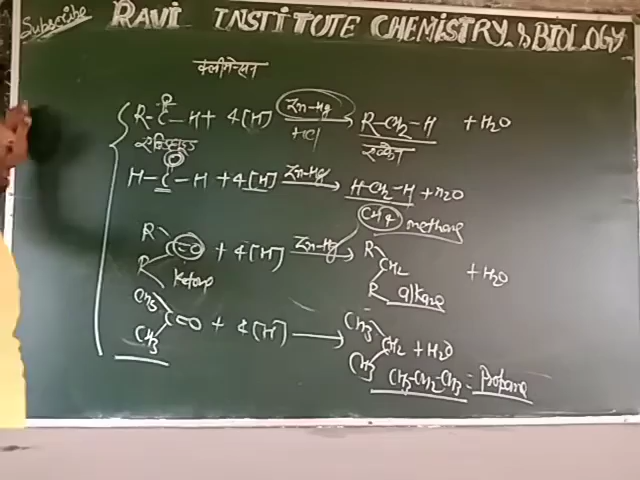 Subscribe
RAVI INSTITUTE CHEMISTRY & BIOLOGY
क्लीमेन्सन
O
R-C-H + 4[H] Zn-Hg HCl → R-CH2-H + H2O
एल्डिहाइड एल्केन
O
H-C-H + 4[H] Zn-Hg → H-CH2-H + H2O
CH4 methane
R
C=O + 4[H] Zn-Hg → R CH2 R + H2O
R Ketone alkane
CH3
C=O + 4[H] → CH3 CH2 + H2O
CH3 CH3
CH3-CH2-CH3 = Propane